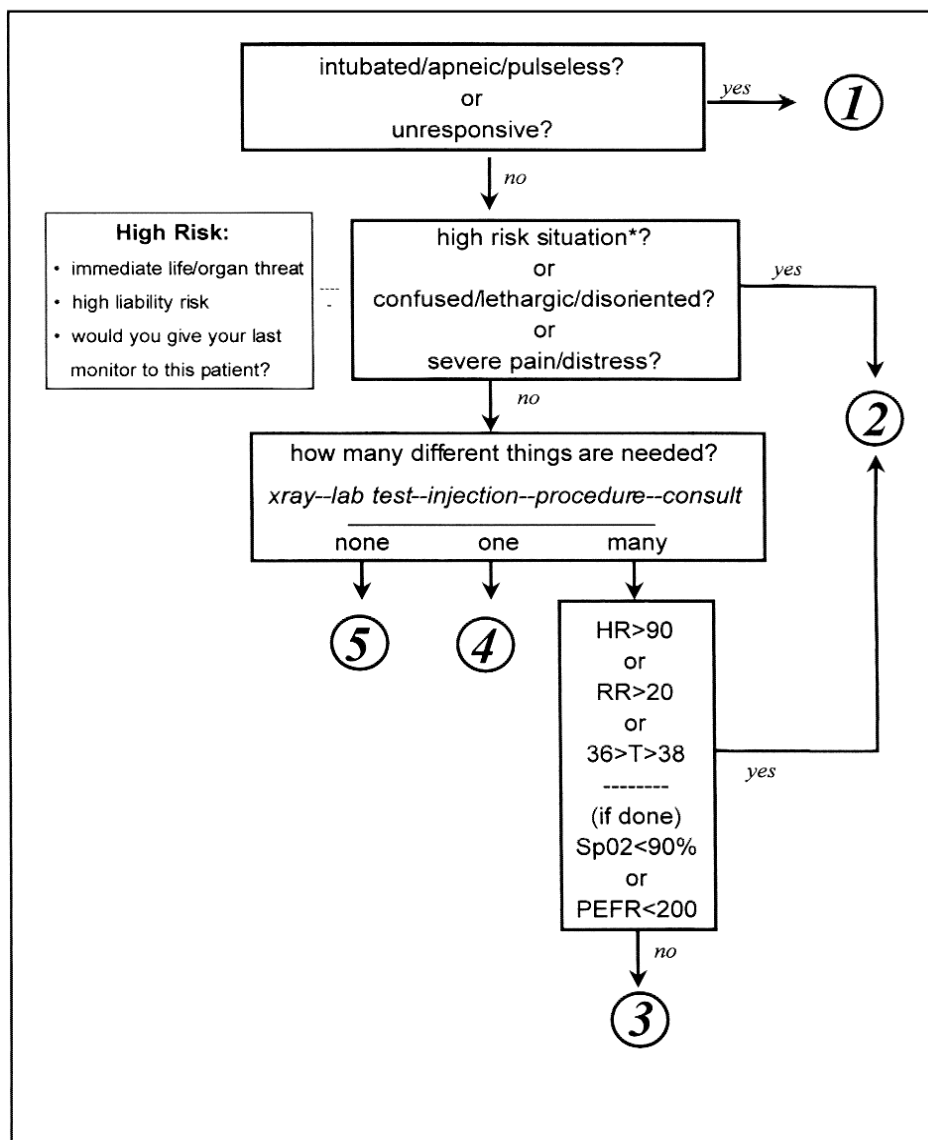 intubated/apneic/pulseless?
or
unresponsive?
yes
1
no
High Risk:
• immediate life/organ threat
• high liability risk
• would you give your last
monitor to this patient?
high risk situation*?
or
confused/lethargic/disoriented?
or
severe pain/distress?
yes
2
no
how many different things are needed?
xray--lab test--injection--procedure--consult
none one many
5
4
HR>90
or
RR>20
or
36>T>38
--------
(if done)
Sp02<90%
or
PEFR<200
yes
no
3